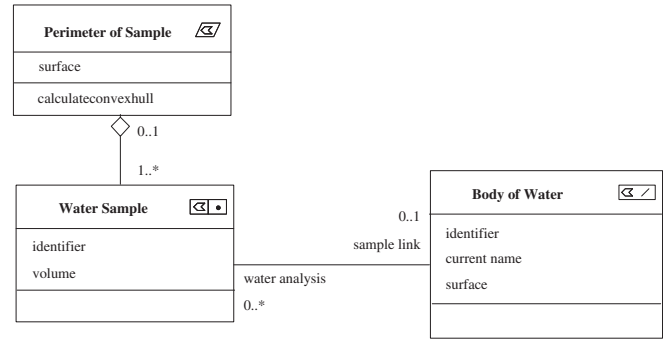 Perimeter of Sample
surface
calculateconvexhull
0..1
1..*
Water Sample
identifier
volume
0..1
sample link
water analysis
0..*
Body of Water
identifier
current name
surface